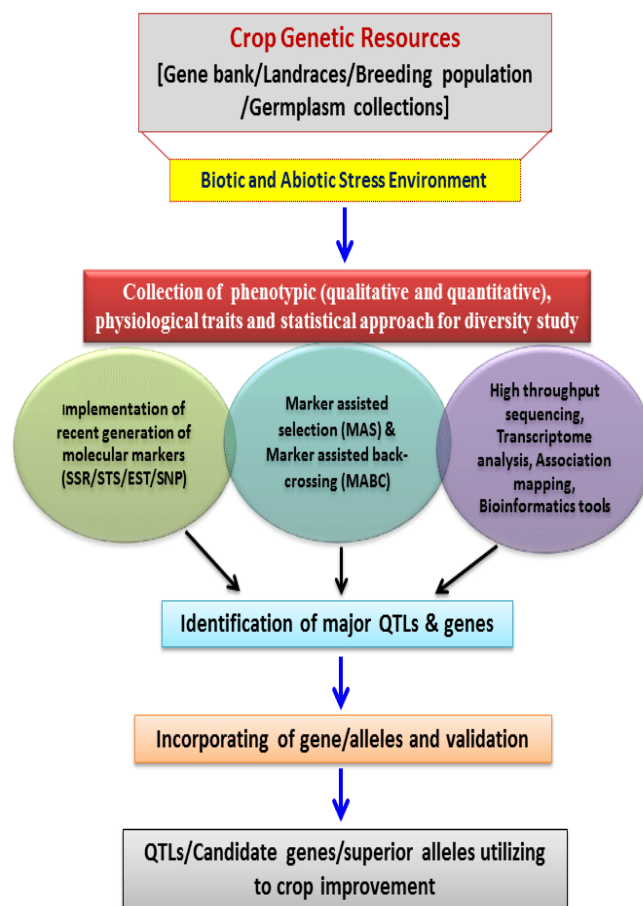 Crop Genetic Resources
[Gene bank/Landraces/Breeding population
/Germplasm collections]
Biotic and Abiotic Stress Environment
Collection of phenotypic (qualitative and quantitative),
physiological traits and statistical approach for diversity study
Implementation of
recent generation of
molecular markers
(SSR/STS/EST/SNP)
Marker assisted
selection (MAS) &
Marker assisted back-
crossing (MABC)
High throughput
sequencing,
Transcriptome
analysis, Association
mapping,
Bioinformatics tools
Identification of major QTLs & genes
Incorporating of gene/alleles and validation
QTLs/Candidate genes/superior alleles utilizing
to crop improvement